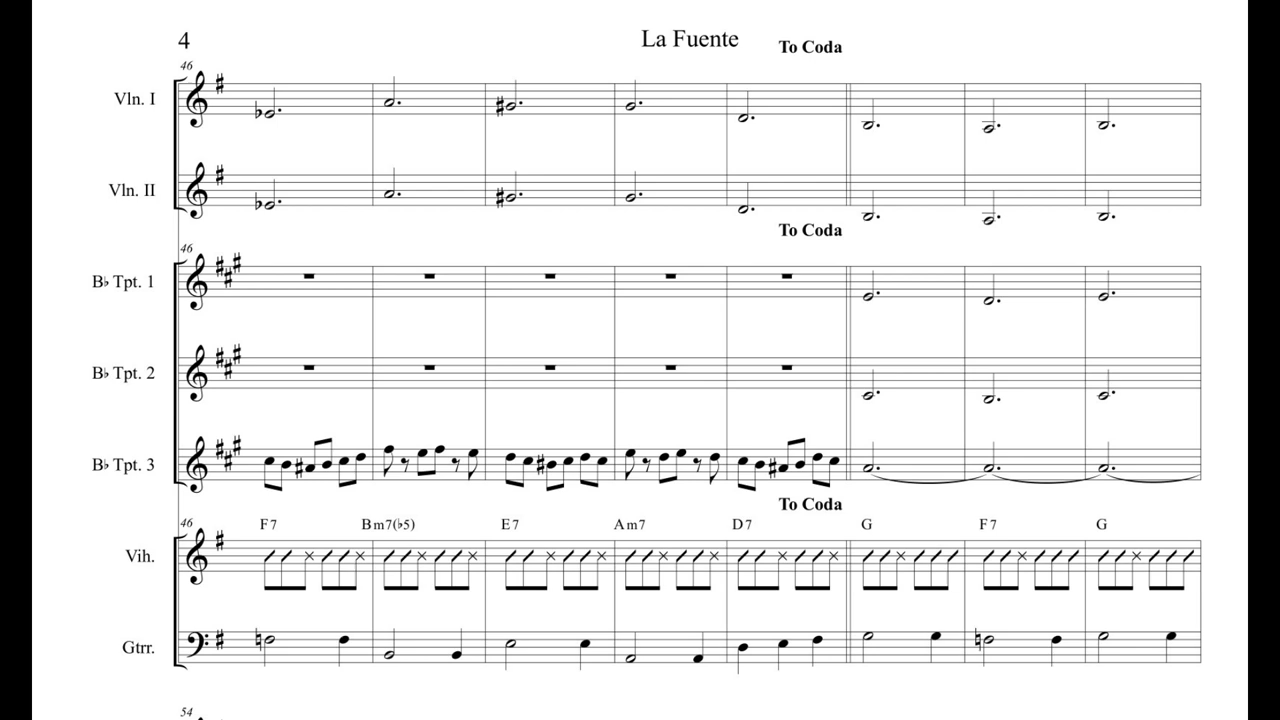 4 La Fuente To Coda
46
Vln. I
Vln. II
To Coda
46
B♭ Tpt. 1
B♭ Tpt. 2
B♭ Tpt. 3
To Coda
46
F7 Bm7(♭5) E7 Am7 D7 G F7 G
Vih.
Gtrr.
54